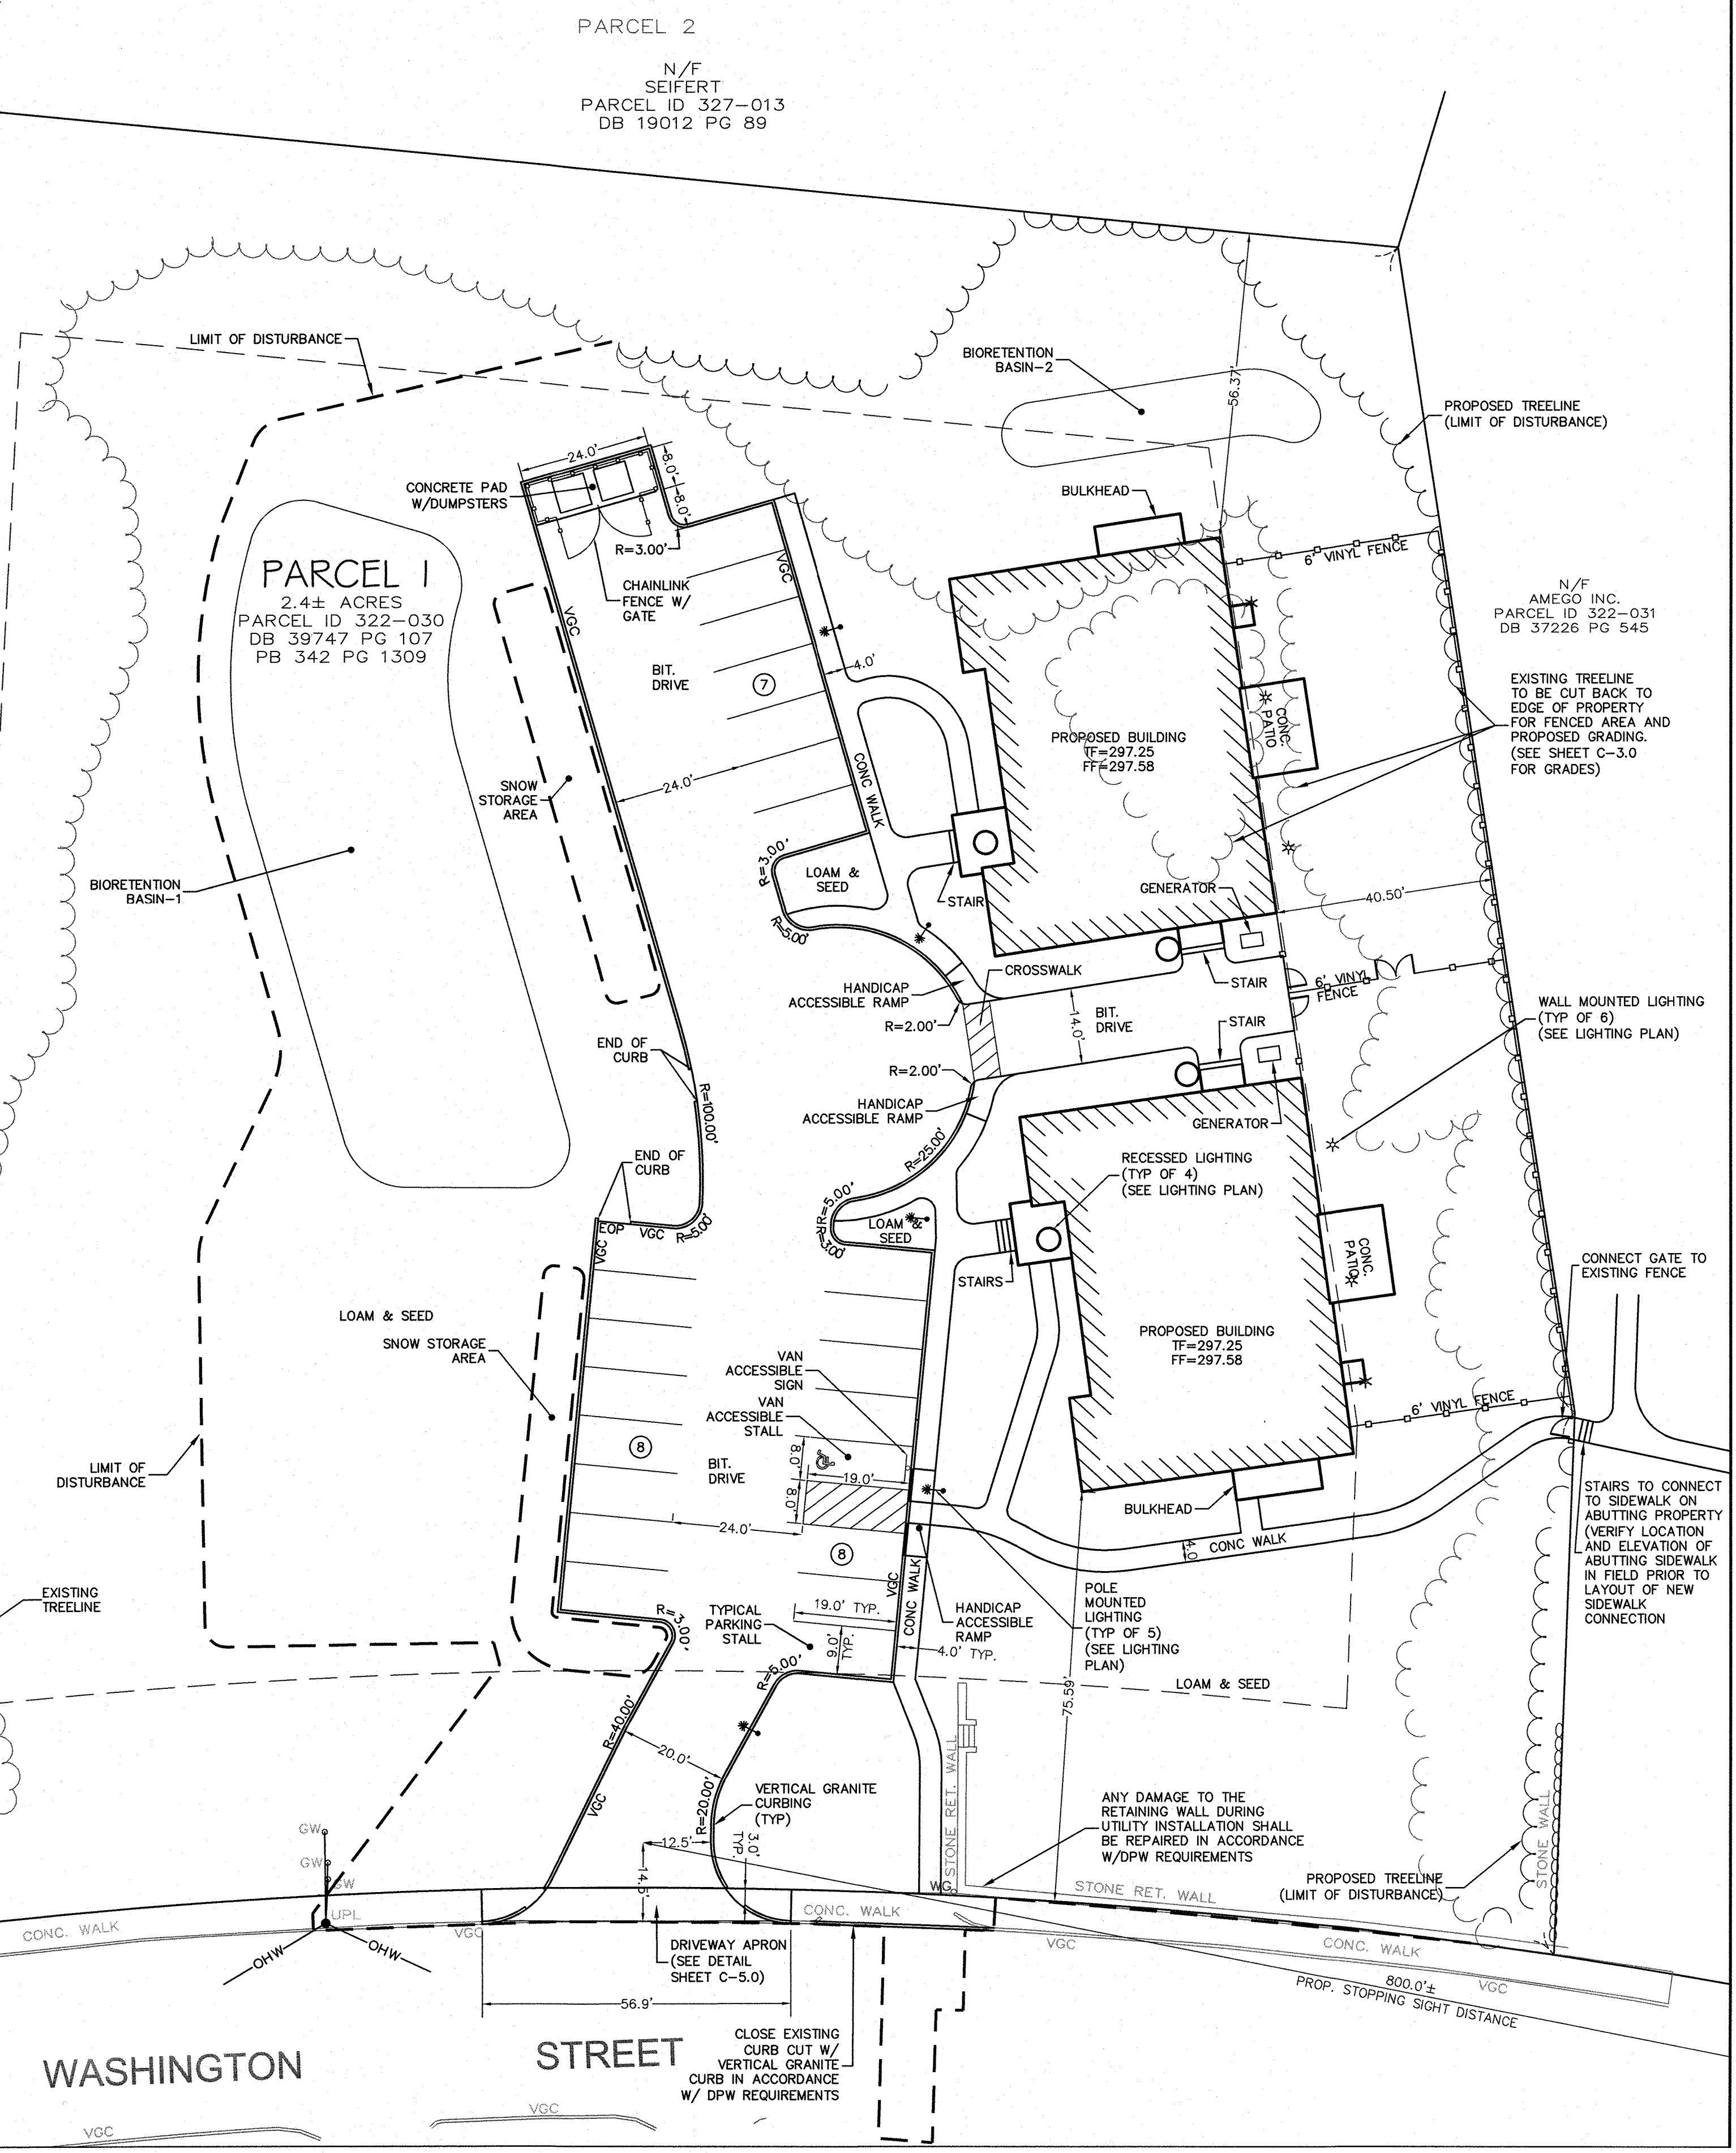 PARCEL 2
N/F
SEIFERT
PARCEL ID 327-013
DB 19012 PG 89
LIMIT OF DISTURBANCE
BIORETENTION
BASIN-2
56.37'
PROPOSED TREELINE
(LIMIT OF DISTURBANCE)
24.0'
8.0'
8.0'
CONCRETE PAD
W/DUMPSTERS
R=3.00'
BULKHEAD
6' VINYL FENCE
PARCEL 1
2.4± ACRES
PARCEL ID 322-030
DB 39747 PG 107
PB 342 PG 1309
CHAINLINK
FENCE W/
GATE
VGC
VGC
N/F
AMEGO INC.
PARCEL ID 322-031
DB 37226 PG 545
BIT.
DRIVE
7
4.0'
EXISTING TREELINE
TO BE CUT BACK TO
EDGE OF PROPERTY
FOR FENCED AREA AND
PROPOSED GRADING.
(SEE SHEET C-3.0
FOR GRADES)
PROPOSED BUILDING
TF=297.25
FF=297.58
CONC.
PATIO
SNOW
STORAGE
AREA
24.0'
CONC WALK
R=3.00'
LOAM &
SEED
R=5.00'
STAIR
GENERATOR
40.50'
BIORETENTION
BASIN-1
CROSSWALK
HANDICAP
ACCESSIBLE RAMP
STAIR
6' VINYL
FENCE
R=2.00'
14.0'
BIT.
DRIVE
STAIR
WALL MOUNTED LIGHTING
(TYP OF 6)
(SEE LIGHTING PLAN)
END OF
CURB
R=2.00'
R=100.00'
HANDICAP
ACCESSIBLE RAMP
GENERATOR
R=25.00'
END OF
CURB
RECESSED LIGHTING
(TYP OF 4)
(SEE LIGHTING PLAN)
R=5.00'
R=3.00'
EOP
VGC
R=5.00'
VGC
LOAM &
SEED
STAIRS
CONC.
PATIO
CONNECT GATE TO
EXISTING FENCE
LOAM & SEED
SNOW STORAGE
AREA
PROPOSED BUILDING
TF=297.25
FF=297.58
VAN
ACCESSIBLE
SIGN
VAN
ACCESSIBLE
STALL
6' VINYL FENCE
8
BIT.
DRIVE
8.0'
19.0'
8.0'
LIMIT OF
DISTURBANCE
BULKHEAD
24.0'
8
CONC WALK
4.0'
STAIRS TO CONNECT
TO SIDEWALK ON
ABUTTING PROPERTY
(VERIFY LOCATION
AND ELEVATION OF
ABUTTING SIDEWALK
IN FIELD PRIOR TO
LAYOUT OF NEW
SIDEWALK
CONNECTION
EXISTING
TREELINE
VGC
CONC WALK
R=3.00'
TYPICAL
PARKING
STALL
19.0' TYP.
9.0'
TYP.
HANDICAP
ACCESSIBLE
RAMP
4.0' TYP.
POLE
MOUNTED
LIGHTING
(TYP OF 5)
(SEE LIGHTING
PLAN)
R=5.00'
LOAM & SEED
75.59'
R=40.00'
20.0'
VGC
R=20.00'
VERTICAL GRANITE
CURBING
(TYP)
STONE RET. WALL
ANY DAMAGE TO THE
RETAINING WALL DURING
UTILITY INSTALLATION SHALL
BE REPAIRED IN ACCORDANCE
W/DPW REQUIREMENTS
STONE WALL
GW
GW
GW
12.5'
14.5'
3.0'
TYP.
WG
STONE RET. WALL
PROPOSED TREELINE
(LIMIT OF DISTURBANCE)
UPL
CONC. WALK
VGC
CONC. WALK
VGC
CONC. WALK
OHW
OHW
DRIVEWAY APRON
(SEE DETAIL
SHEET C-5.0)
800.0'±
PROP. STOPPING SIGHT DISTANCE
VGC
56.9'
CLOSE EXISTING
CURB CUT W/
VERTICAL GRANITE
CURB IN ACCORDANCE
W/ DPW REQUIREMENTS
WASHINGTON STREET
VGC
VGC